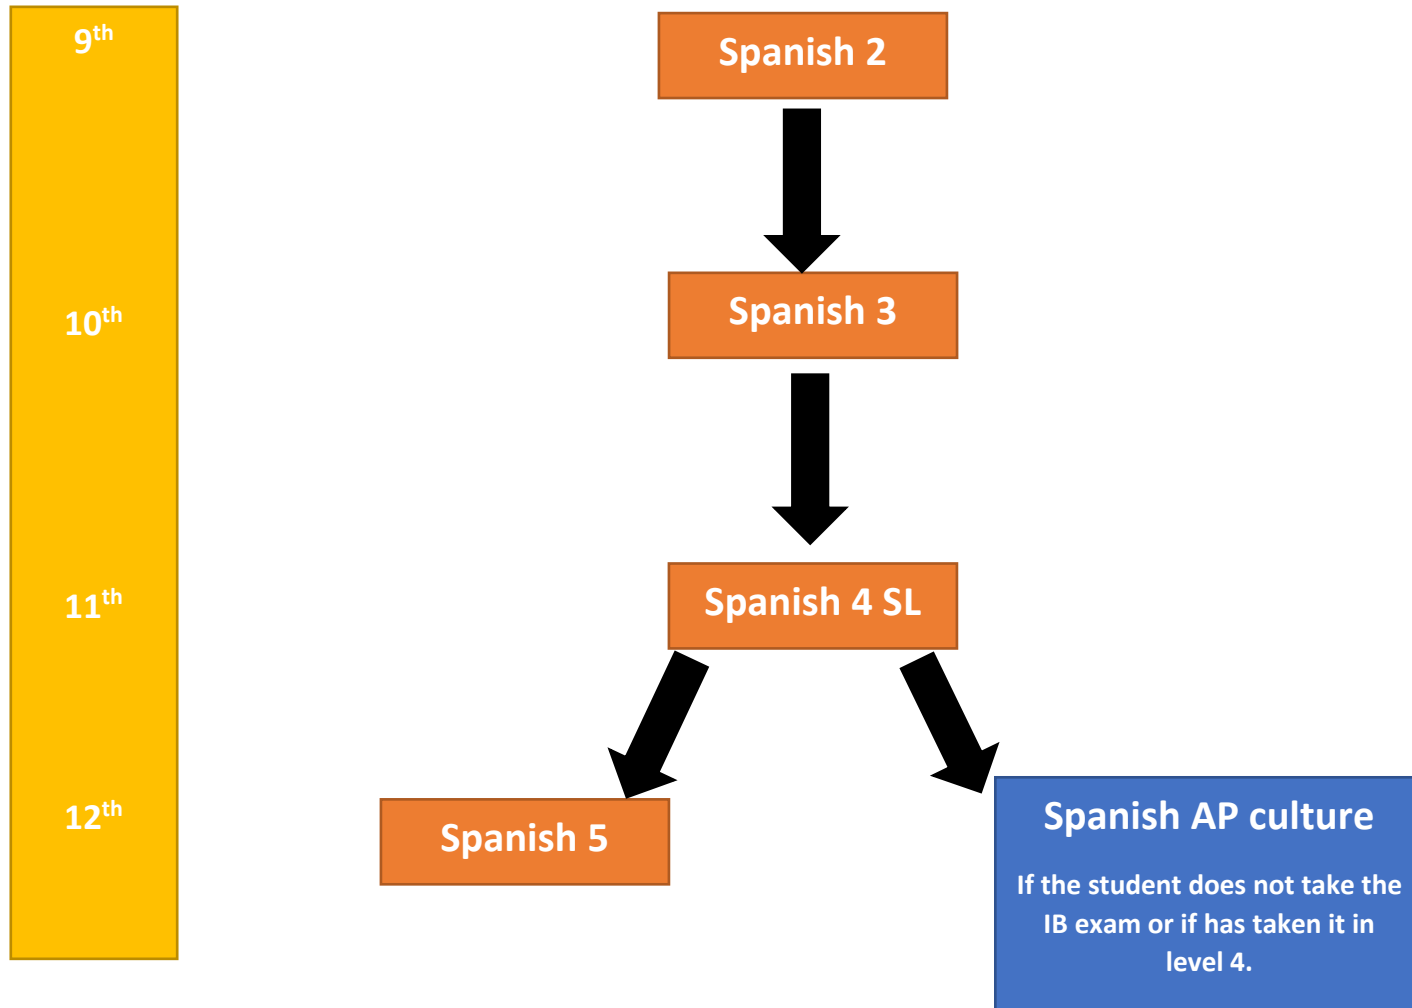 9th
Spanish 2
10th
Spanish 3
11th
Spanish 4 SL
12th
Spanish 5
Spanish AP culture
If the student does not take the
IB exam or if has taken it in
level 4.